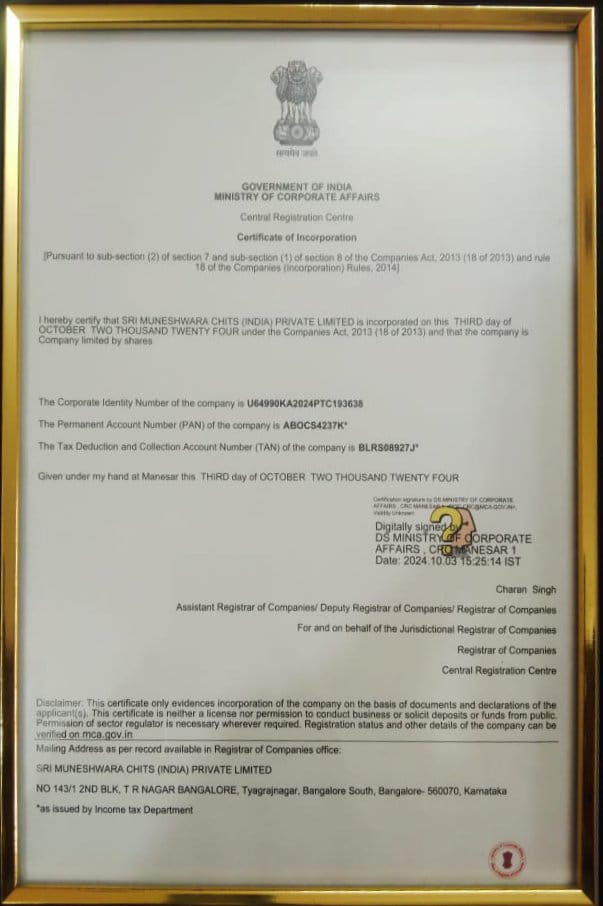 सत्यमेव जयते
GOVERNMENT OF INDIA
MINISTRY OF CORPORATE AFFAIRS
Central Registration Centre
Certificate of Incorporation
[Pursuant to sub-section (2) of section 7 and sub-section (1) of section 8 of the Companies Act, 2013 (18 of 2013) and rule
18 of the Companies (Incorporation) Rules, 2014]
I hereby certify that SRI MUNESHWARA CHITS (INDIA) PRIVATE LIMITED is incorporated on this THIRD day of
OCTOBER TWO THOUSAND TWENTY FOUR under the Companies Act, 2013 (18 of 2013) and that the company is
Company limited by shares
The Corporate Identity Number of the company is U64990KA2024PTC193638
The Permanent Account Number (PAN) of the company is ABOCS4237K*
The Tax Deduction and Collection Account Number (TAN) of the company is BLRS08927J*
Given under my hand at Manesar this THIRD day of OCTOBER TWO THOUSAND TWENTY FOUR
Certification signature by DS MINISTRY OF CORPORATE
AFFAIRS , CRC MANESAR
Validity Unknown
Digitally signed by
DS MINISTRY OF CORPORATE
AFFAIRS , CRC MANESAR 1
Date: 2024.10.03 15:25:14 IST
Charan Singh
Assistant Registrar of Companies/ Deputy Registrar of Companies/ Registrar of Companies
For and on behalf of the Jurisdictional Registrar of Companies
Registrar of Companies
Central Registration Centre
Disclaimer: This certificate only evidences incorporation of the company on the basis of documents and declarations of the
applicant(s). This certificate is neither a license nor permission to conduct business or solicit deposits or funds from public.
Permission of sector regulator is necessary wherever required. Registration status and other details of the company can be
verified on mca.gov.in
Mailing Address as per record available in Registrar of Companies office:
SRI MUNESHWARA CHITS (INDIA) PRIVATE LIMITED
NO 143/1 2ND BLK, T R NAGAR BANGALORE, Tyagrajnagar, Bangalore South, Bangalore- 560070, Karnataka
*as issued by Income tax Department